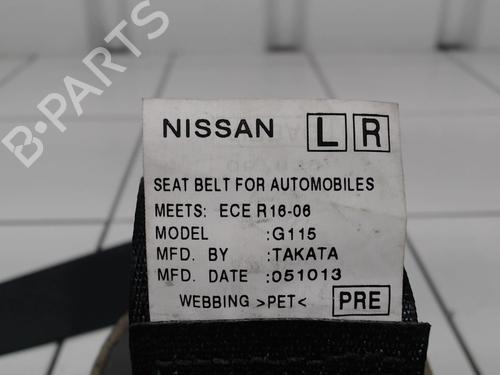 B-PARTS
NISSAN L R
SEAT BELT FOR AUTOMOBILES
MEETS: ECE R16-06
MODEL :G115
MFD. BY :TAKATA
MFD. DATE :051013
WEBBING >PET< PRE